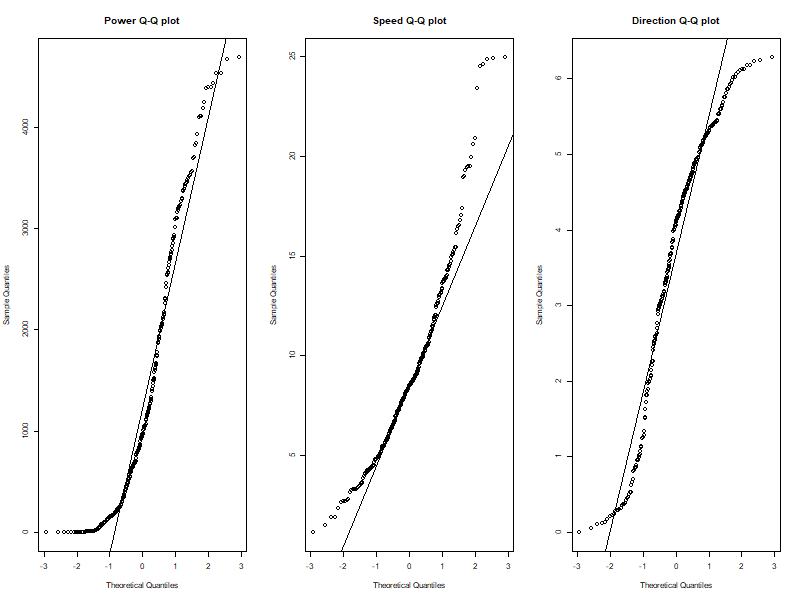 Power Q-Q plot
Sample Quantiles
0 1000 2000 3000 4000
-3 -2 -1 0 1 2 3
Theoretical Quantiles
Speed Q-Q plot
Sample Quantiles
5 10 15 20 25
-3 -2 -1 0 1 2 3
Theoretical Quantiles
Direction Q-Q plot
Sample Quantiles
0 1 2 3 4 5 6
-3 -2 -1 0 1 2 3
Theoretical Quantiles